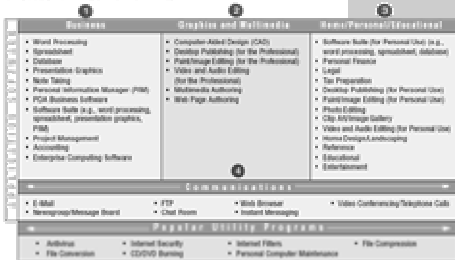 1
2
3
Business
Graphics and Multimedia
Home/Personal/Educational
• Word Processing
• Spreadsheet
• Database
• Presentation Graphics
• Note Taking
• Personal Information Manager (PIM)
• PDA Business Software
• Software Suite (e.g., word processing,
spreadsheet, presentation graphics,
PIM)
• Project Management
• Accounting
• Enterprise Computing Software
• Computer-Aided Design (CAD)
• Desktop Publishing (for the Professional)
• Paint/Image Editing (for the Professional)
• Video and Audio Editing
(for the Professional)
• Multimedia Authoring
• Web Page Authoring
• Software Suite (for Personal Use) (e.g.,
word processing, spreadsheet, database)
• Personal Finance
• Legal
• Tax Preparation
• Desktop Publishing (for Personal Use)
• Paint/Image Editing (for Personal Use)
• Photo Editing
• Clip Art/Image Gallery
• Video and Audio Editing (for Personal Use)
• Home Design/Landscaping
• Reference
• Educational
• Entertainment
4
Communications
• E-Mail
• FTP
• Web Browser
• Video Conferencing/Telephone Calls
• Newsgroup/Message Board
• Chat Room
• Instant Messaging
Popular Utility Programs
• Antivirus
• Internet Security
• Internet Filters
• File Compression
• File Conversion
• CD/DVD Burning
• Personal Computer Maintenance